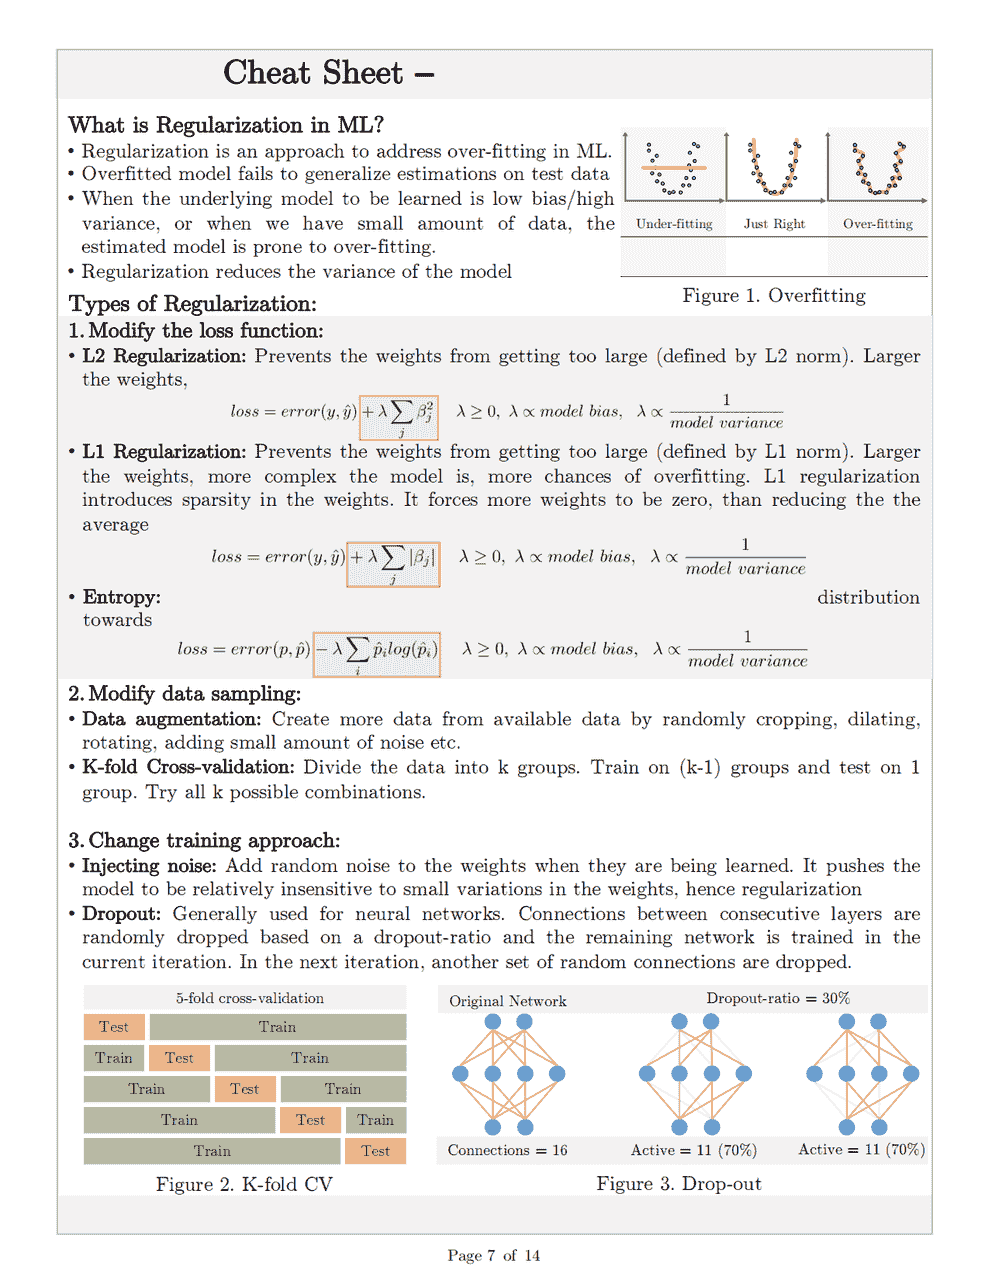 Cheat Sheet –
What is Regularization in ML?
• Regularization is an approach to address over-fitting in ML.
• Overfitted model fails to generalize estimations on test data
• When the underlying model to be learned is low bias/high
variance, or when we have small amount of data, the
estimated model is prone to over-fitting.
• Regularization reduces the variance of the model
Under-fitting Just Right Over-fitting
Figure 1. Overfitting
Types of Regularization:
1. Modify the loss function:
• L2 Regularization: Prevents the weights from getting too large (defined by L2 norm). Larger
the weights,
loss = error(y, ŷ) + λ ∑_j β_j^2 λ ≥ 0, λ ∝ model bias, λ ∝ 1 / model variance
• L1 Regularization: Prevents the weights from getting too large (defined by L1 norm). Larger
the weights, more complex the model is, more chances of overfitting. L1 regularization
introduces sparsity in the weights. It forces more weights to be zero, than reducing the the
average
loss = error(y, ŷ) + λ ∑_j |β_j| λ ≥ 0, λ ∝ model bias, λ ∝ 1 / model variance
• Entropy: distribution
towards
loss = error(p, p̂) − λ ∑_i p̂_i log(p̂_i) λ ≥ 0, λ ∝ model bias, λ ∝ 1 / model variance
2. Modify data sampling:
• Data augmentation: Create more data from available data by randomly cropping, dilating,
rotating, adding small amount of noise etc.
• K-fold Cross-validation: Divide the data into k groups. Train on (k-1) groups and test on 1
group. Try all k possible combinations.
3. Change training approach:
• Injecting noise: Add random noise to the weights when they are being learned. It pushes the
model to be relatively insensitive to small variations in the weights, hence regularization
• Dropout: Generally used for neural networks. Connections between consecutive layers are
randomly dropped based on a dropout-ratio and the remaining network is trained in the
current iteration. In the next iteration, another set of random connections are dropped.
5-fold cross-validation
Test Train
Train Test Train
Train Test Train
Train Test Train
Train Test
Figure 2. K-fold CV
Original Network Dropout-ratio = 30%
Connections = 16 Active = 11 (70%) Active = 11 (70%)
Figure 3. Drop-out
Page 7 of 14